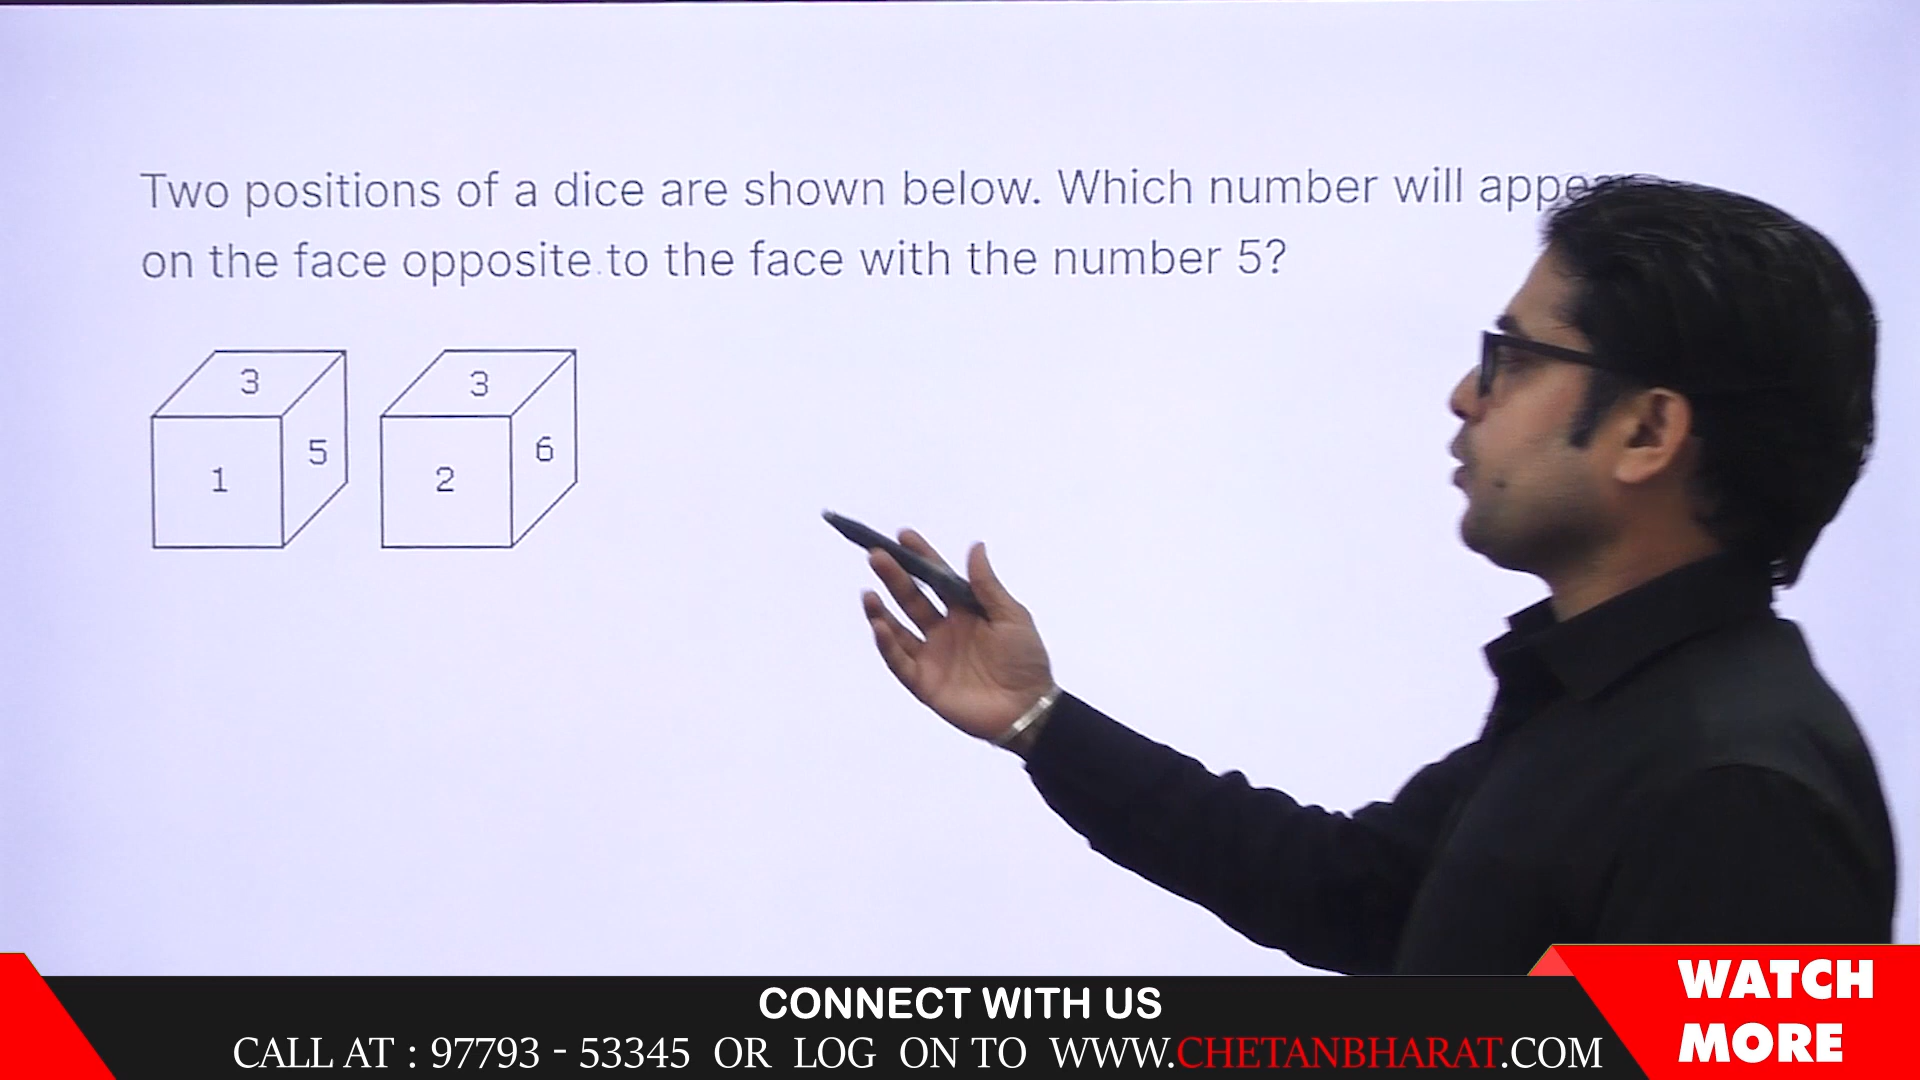 Two positions of a dice are shown below. Which number will
on the face opposite to the face with the number 5?
3
5
1
3
6
2
CONNECT WITH US
CALL AT : 97793 - 53345 OR LOG ON TO WWW.CHETANBHARAT.COM
WATCH
MORE